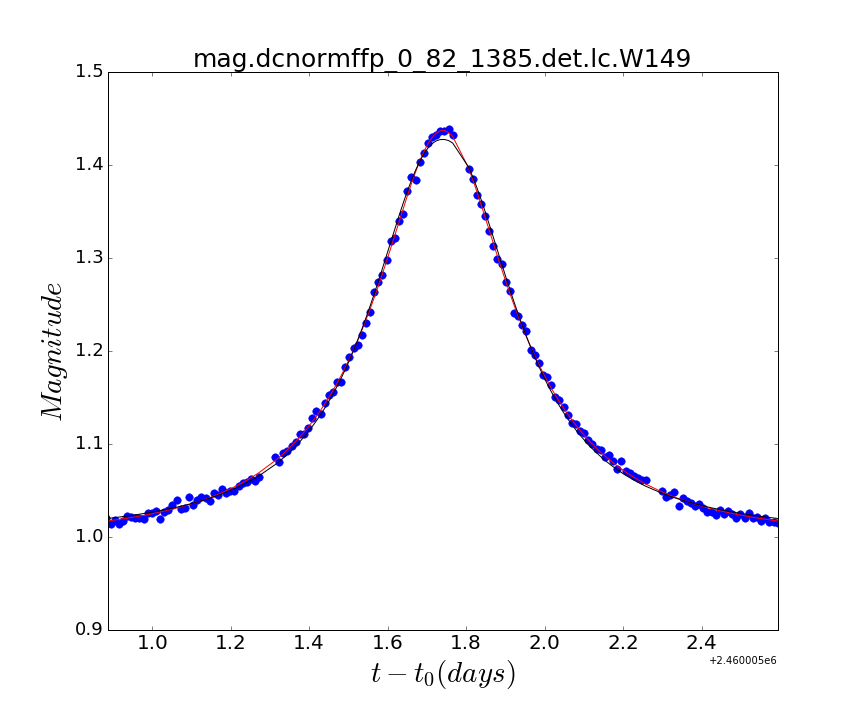 mag.dcnormffp_0_82_1385.det.lc.W149
1.5
1.4
1.3
1.2
1.1
1.0
0.9
Magnitude
1.0 1.2 1.4 1.6 1.8 2.0 2.2 2.4
+2.460005e6
t − t₀(days)